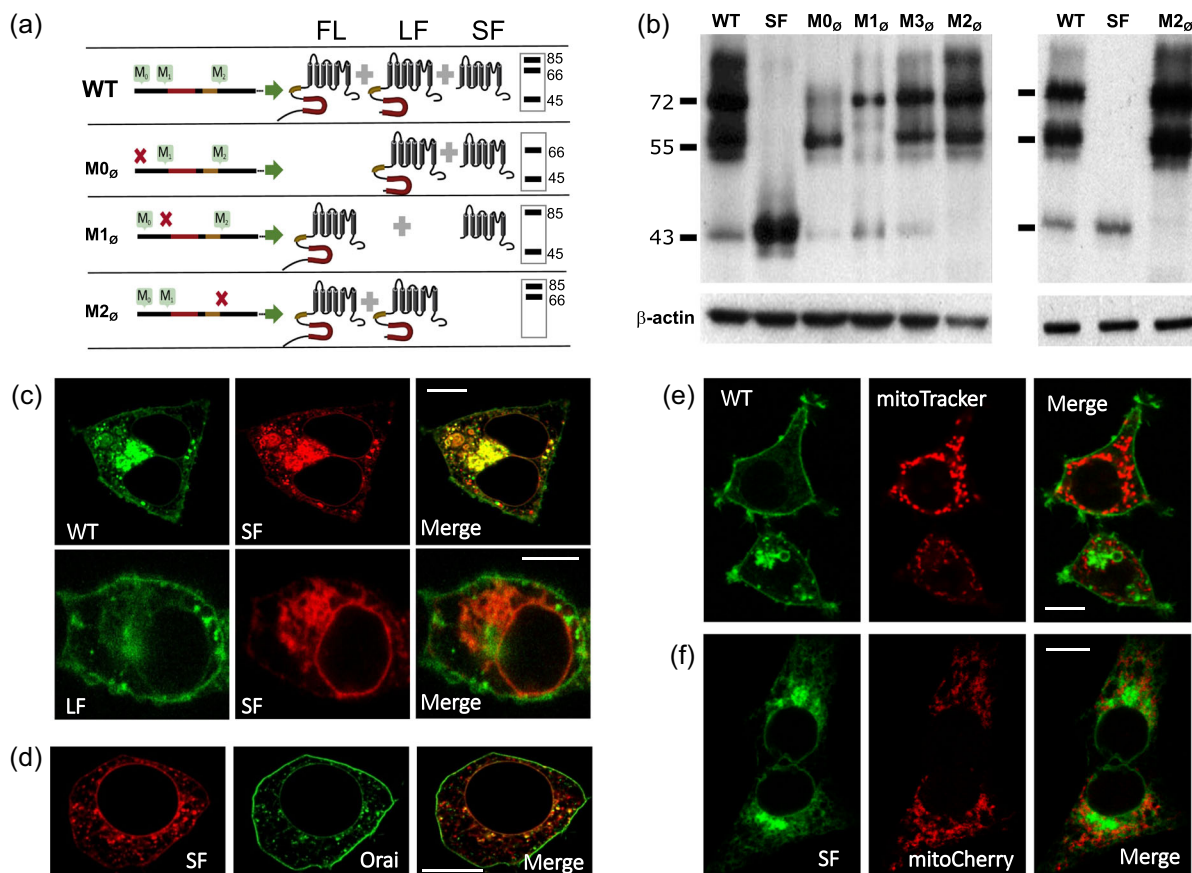 (a)
FL LF SF
WT M₀ M₁ M₂ 85 66 45
M0ø M₁ M₂ 66 45
M1ø M₀ M₂ 85 45
M2ø M₀ M₁ 85 66
(b)
WT SF M0ø M1ø M3ø M2ø WT SF M2ø
72
55
43
β-actin
(c)
WT SF Merge
LF SF Merge
(d)
SF Orai Merge
(e)
WT mitoTracker Merge
(f)
SF mitoCherry Merge